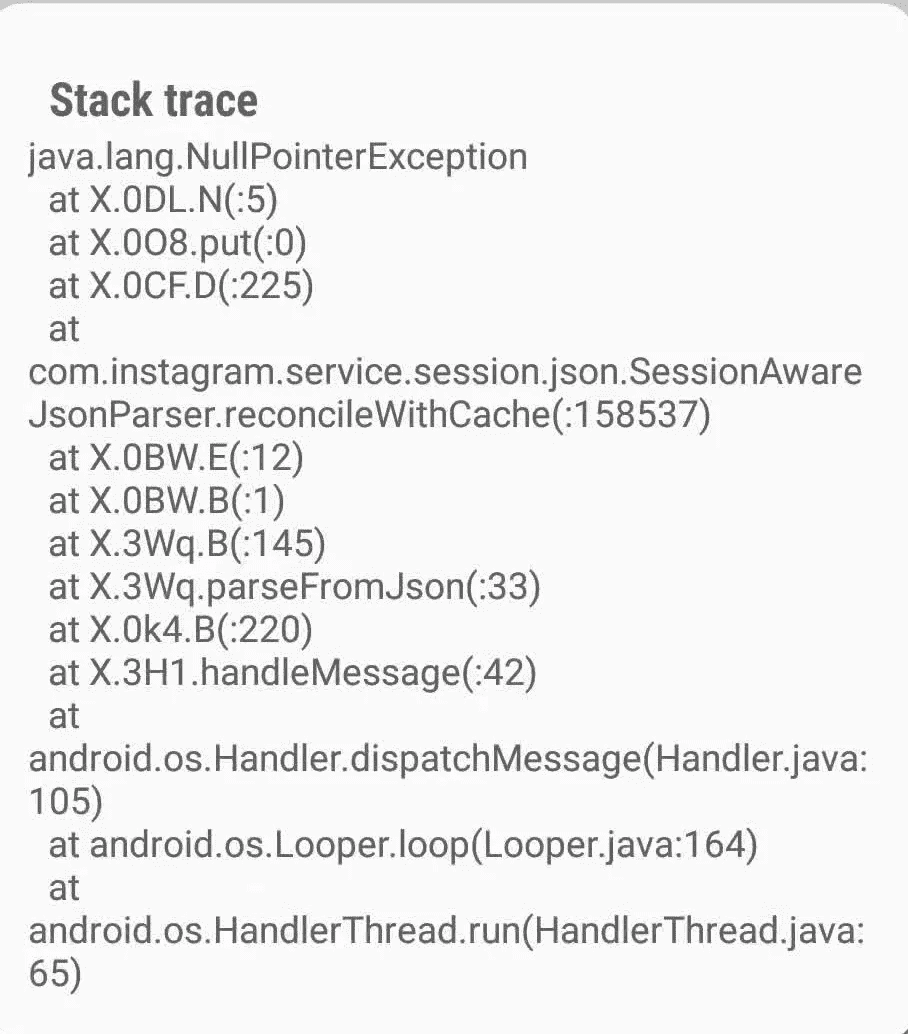 Stack trace
java.lang.NullPointerException
at X.0DL.N(:5)
at X.0O8.put(:0)
at X.0CF.D(:225)
at
com.instagram.service.session.json.SessionAware
JsonParser.reconcileWithCache(:158537)
at X.0BW.E(:12)
at X.0BW.B(:1)
at X.3Wq.B(:145)
at X.3Wq.parseFromJson(:33)
at X.0k4.B(:220)
at X.3H1.handleMessage(:42)
at
android.os.Handler.dispatchMessage(Handler.java:
105)
at android.os.Looper.loop(Looper.java:164)
at
android.os.HandlerThread.run(HandlerThread.java:
65)